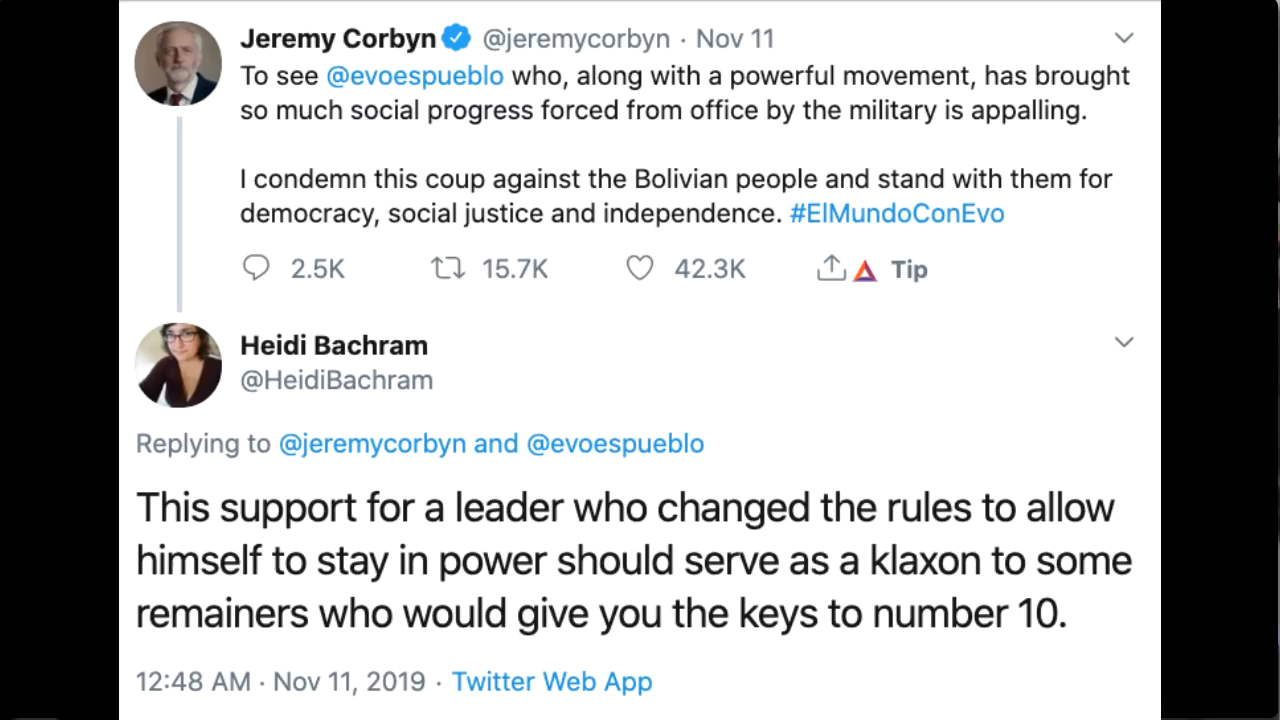 Jeremy Corbyn @jeremycorbyn · Nov 11
To see @evoespueblo who, along with a powerful movement, has brought
so much social progress forced from office by the military is appalling.
I condemn this coup against the Bolivian people and stand with them for
democracy, social justice and independence. #ElMundoConEvo
2.5K 15.7K 42.3K Tip
Heidi Bachram
@HeidiBachram
Replying to @jeremycorbyn and @evoespueblo
This support for a leader who changed the rules to allow
himself to stay in power should serve as a klaxon to some
remainers who would give you the keys to number 10.
12:48 AM · Nov 11, 2019 · Twitter Web App